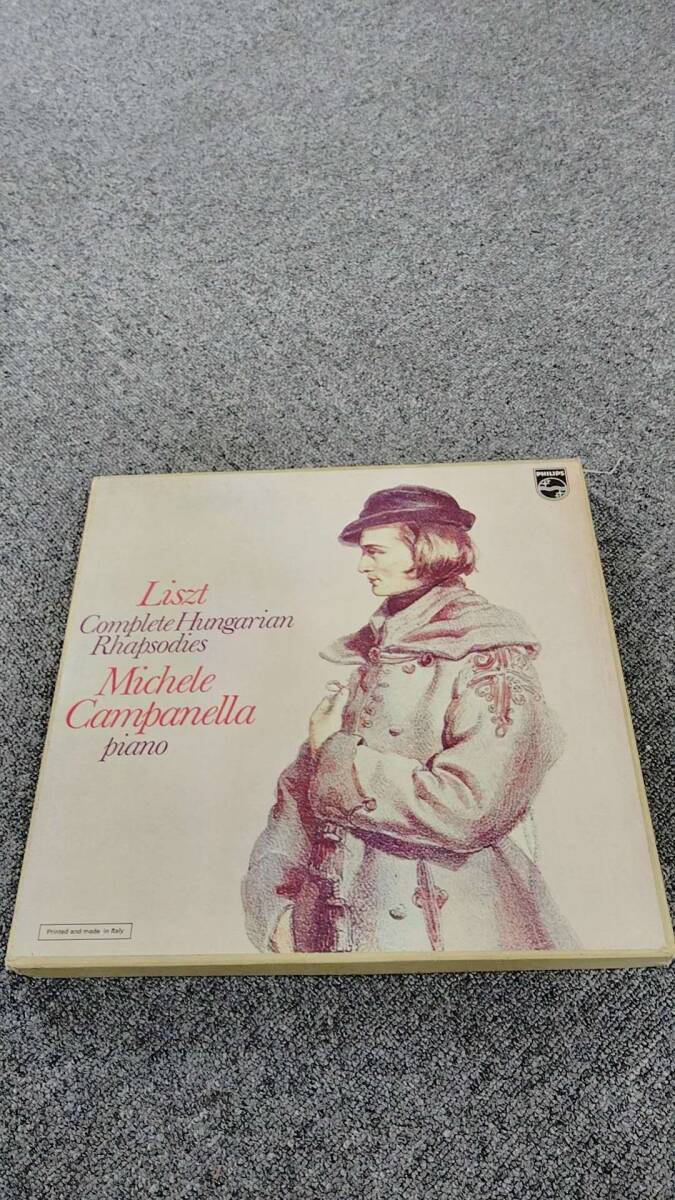 PHILIPS
Liszt
Complete Hungarian
Rhapsodies
Michele
Campanella
piano
Printed and made in Italy